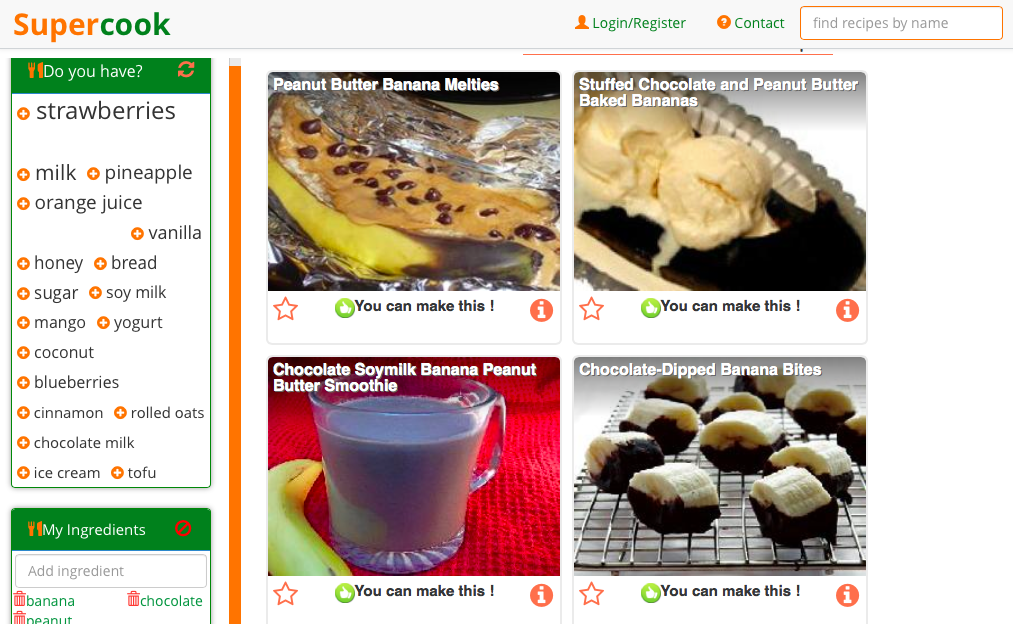 Supercook
Login/Register
Contact
find recipes by name
Do you have?
strawberries
milk pineapple
orange juice
vanilla
honey bread
sugar soy milk
mango yogurt
coconut
blueberries
cinnamon rolled oats
chocolate milk
ice cream tofu
My Ingredients
Add ingredient
banana chocolate
peanut
Peanut Butter Banana Melties
You can make this !
Stuffed Chocolate and Peanut Butter
Baked Bananas
You can make this !
Chocolate Soymilk Banana Peanut
Butter Smoothie
You can make this !
Chocolate-Dipped Banana Bites
You can make this !